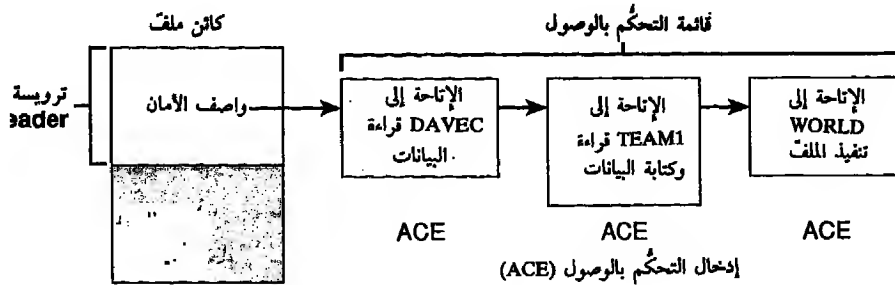 كائن ملفّ
قائمة التحكُّم بالوصول
ترويسة
eader
واصف الأمان
الإتاحة إلى
DAVEC قراءة
البيانات
الإتاحة إلى
TEAM1 قراءة
وكتابة البيانات
الإتاحة إلى
WORLD
تنفيذ الملفّ
ACE
ACE
ACE
إدخال التحكُّم بالوصول (ACE)